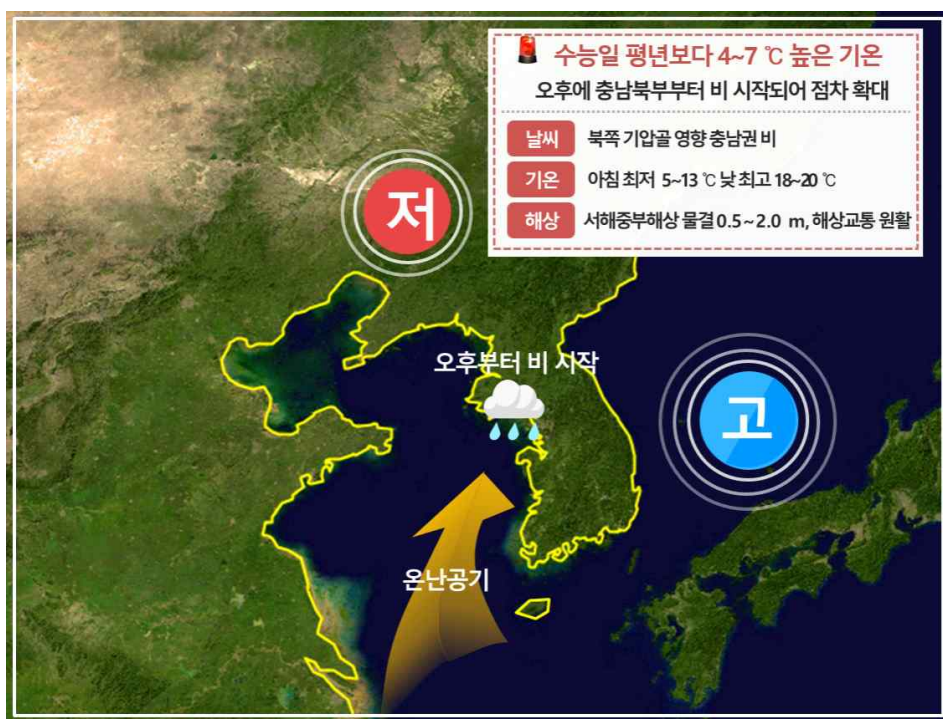 수능일 평년보다 4~7 ℃ 높은 기온
오후에 충남북부부터 비 시작되어 점차 확대
날씨 북쪽 기압골 영향 충남권 비
기온 아침 최저 5~13 ℃ 낮 최고 18~20 ℃
해상 서해중부해상 물결 0.5 ~ 2.0 m, 해상교통 원활
저
오후부터 비 시작
고
온난공기